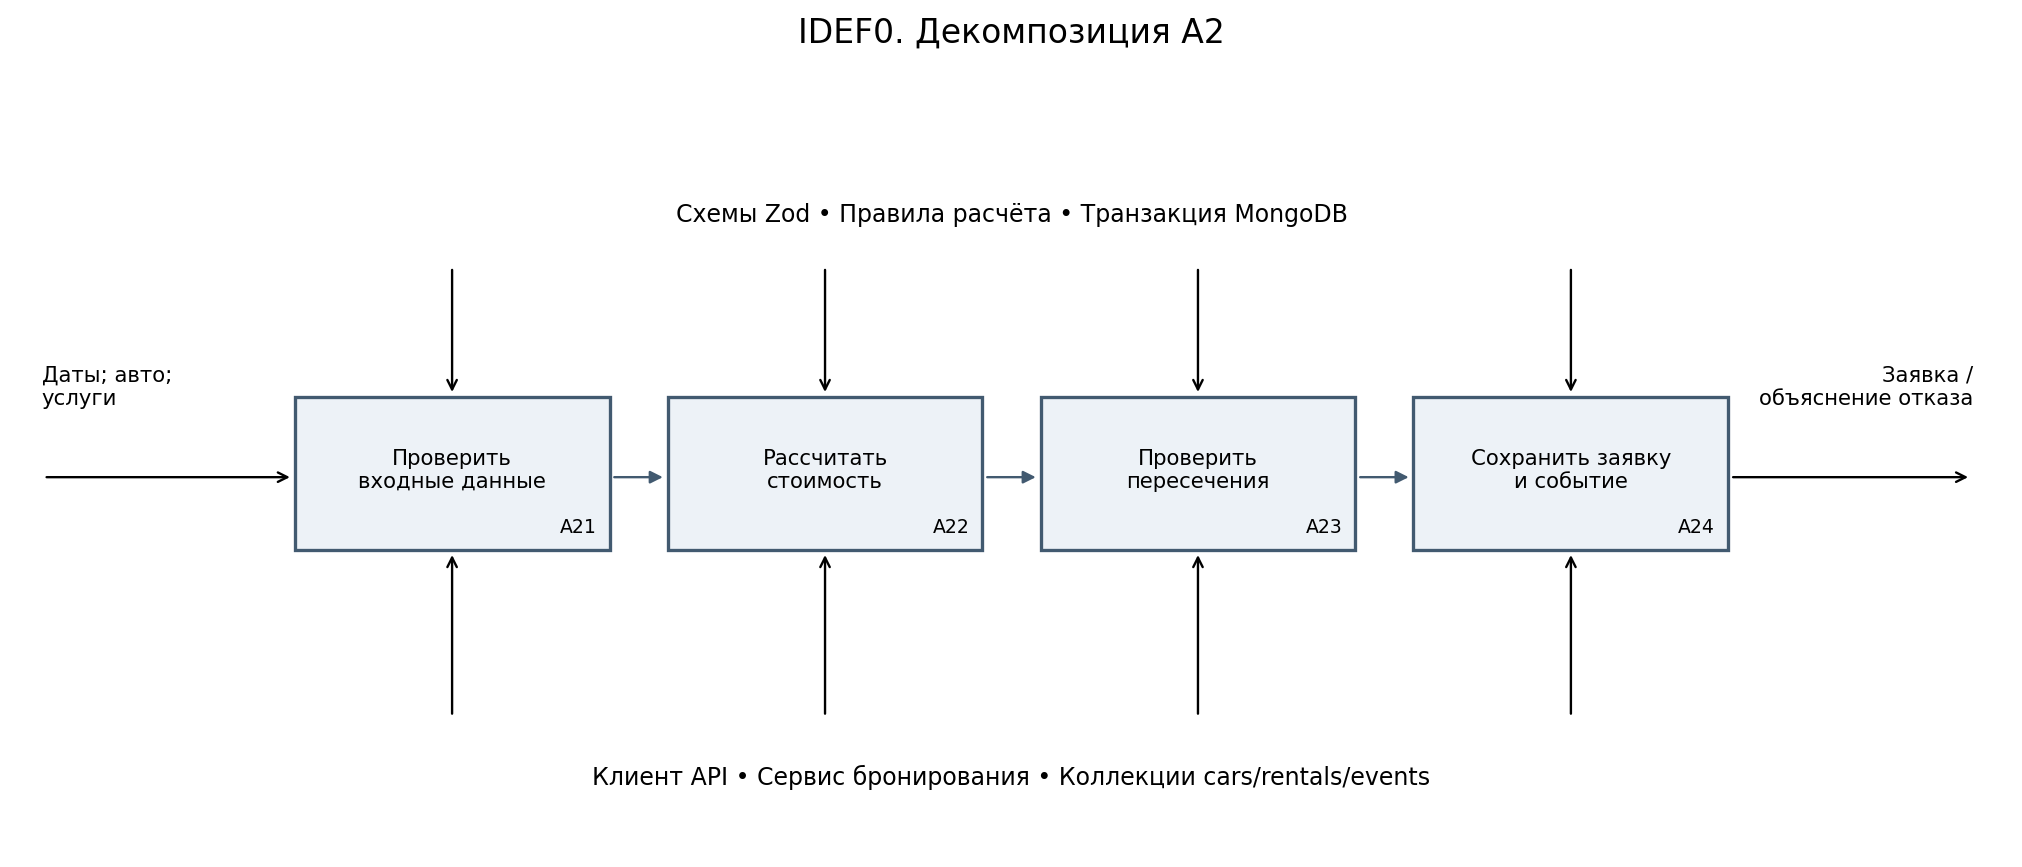 IDEF0. Декомпозиция A2
Схемы Zod • Правила расчёта • Транзакция MongoDB
Даты; авто;
услуги
Заявка /
объяснение отказа
Проверить
входные данные
A21
Рассчитать
стоимость
A22
Проверить
пересечения
A23
Сохранить заявку
и событие
A24
Клиент API • Сервис бронирования • Коллекции cars/rentals/events